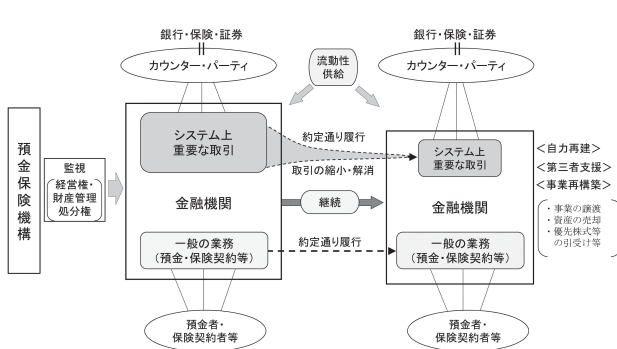 銀行・保険・証券
カウンター・パーティ
流動性
供給
銀行・保険・証券
カウンター・パーティ
預金保険機構
監視
経営権・
財産管理
処分権
システム上
重要な取引
約定通り履行
取引の縮小・解消
システム上
重要な取引
金融機関
継続
金融機関
一般の業務
(預金・保険契約等)
約定通り履行
一般の業務
(預金・保険契約等)
預金者・
保険契約者等
預金者・
保険契約者等
<自力再建>
<第三者支援>
<事業再構築>
・事業の譲渡
・資産の売却
・優先株式等
の引受け等